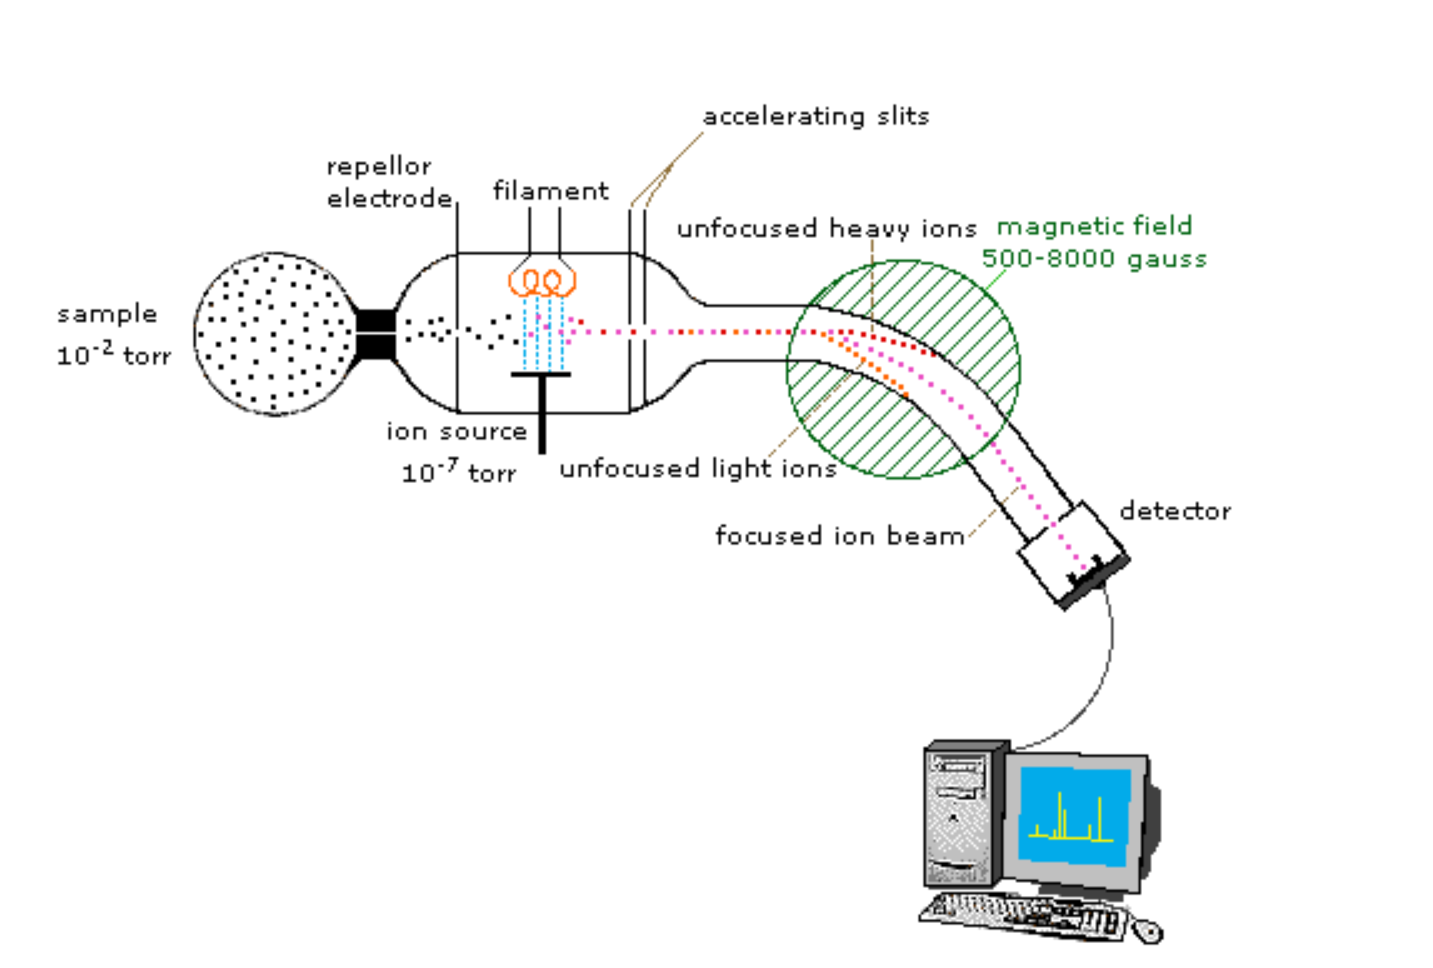 accelerating slits
repellor
electrode
filament
unfocused heavy ions
magnetic field
500-8000 gauss
sample
10⁻² torr
ion source
10⁻⁷ torr
unfocused light ions
focused ion beam
detector